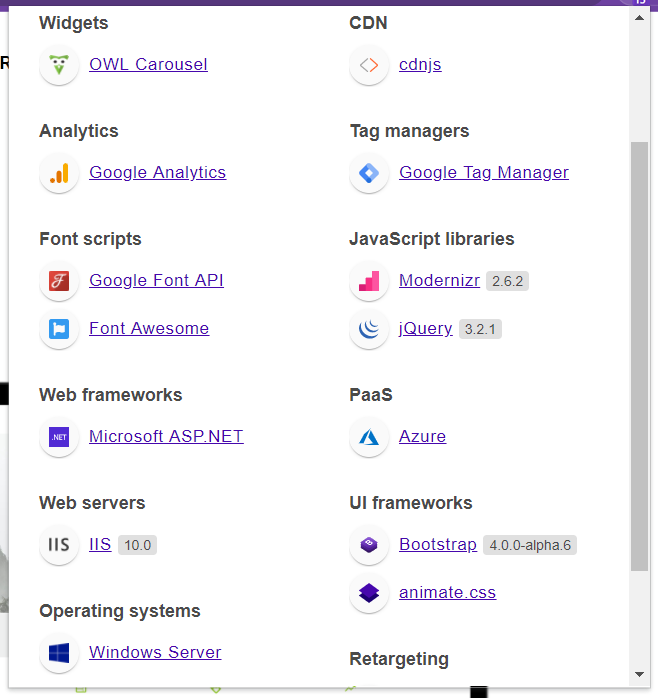 Widgets
OWL Carousel
Analytics
Google Analytics
Font scripts
Google Font API
Font Awesome
Web frameworks
.NET
Microsoft ASP.NET
Web servers
IIS
IIS 10.0
Operating systems
Windows Server
CDN
cdnjs
Tag managers
Google Tag Manager
JavaScript libraries
Modernizr 2.6.2
jQuery 3.2.1
PaaS
Azure
UI frameworks
Bootstrap 4.0.0-alpha.6
animate.css
Retargeting
R